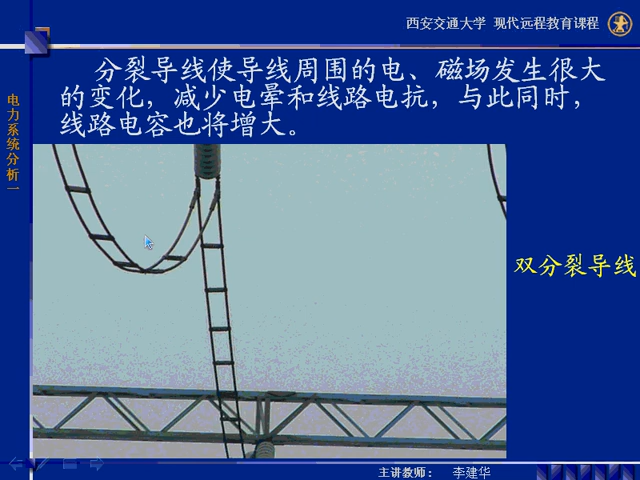 西安交通大学 现代远程教育课程
电力系统分析一
分裂导线使导线周围的电、磁场发生很大
的变化，减少电晕和线路电抗，与此同时，
线路电容也将增大。
双分裂导线
主讲教师： 李建华